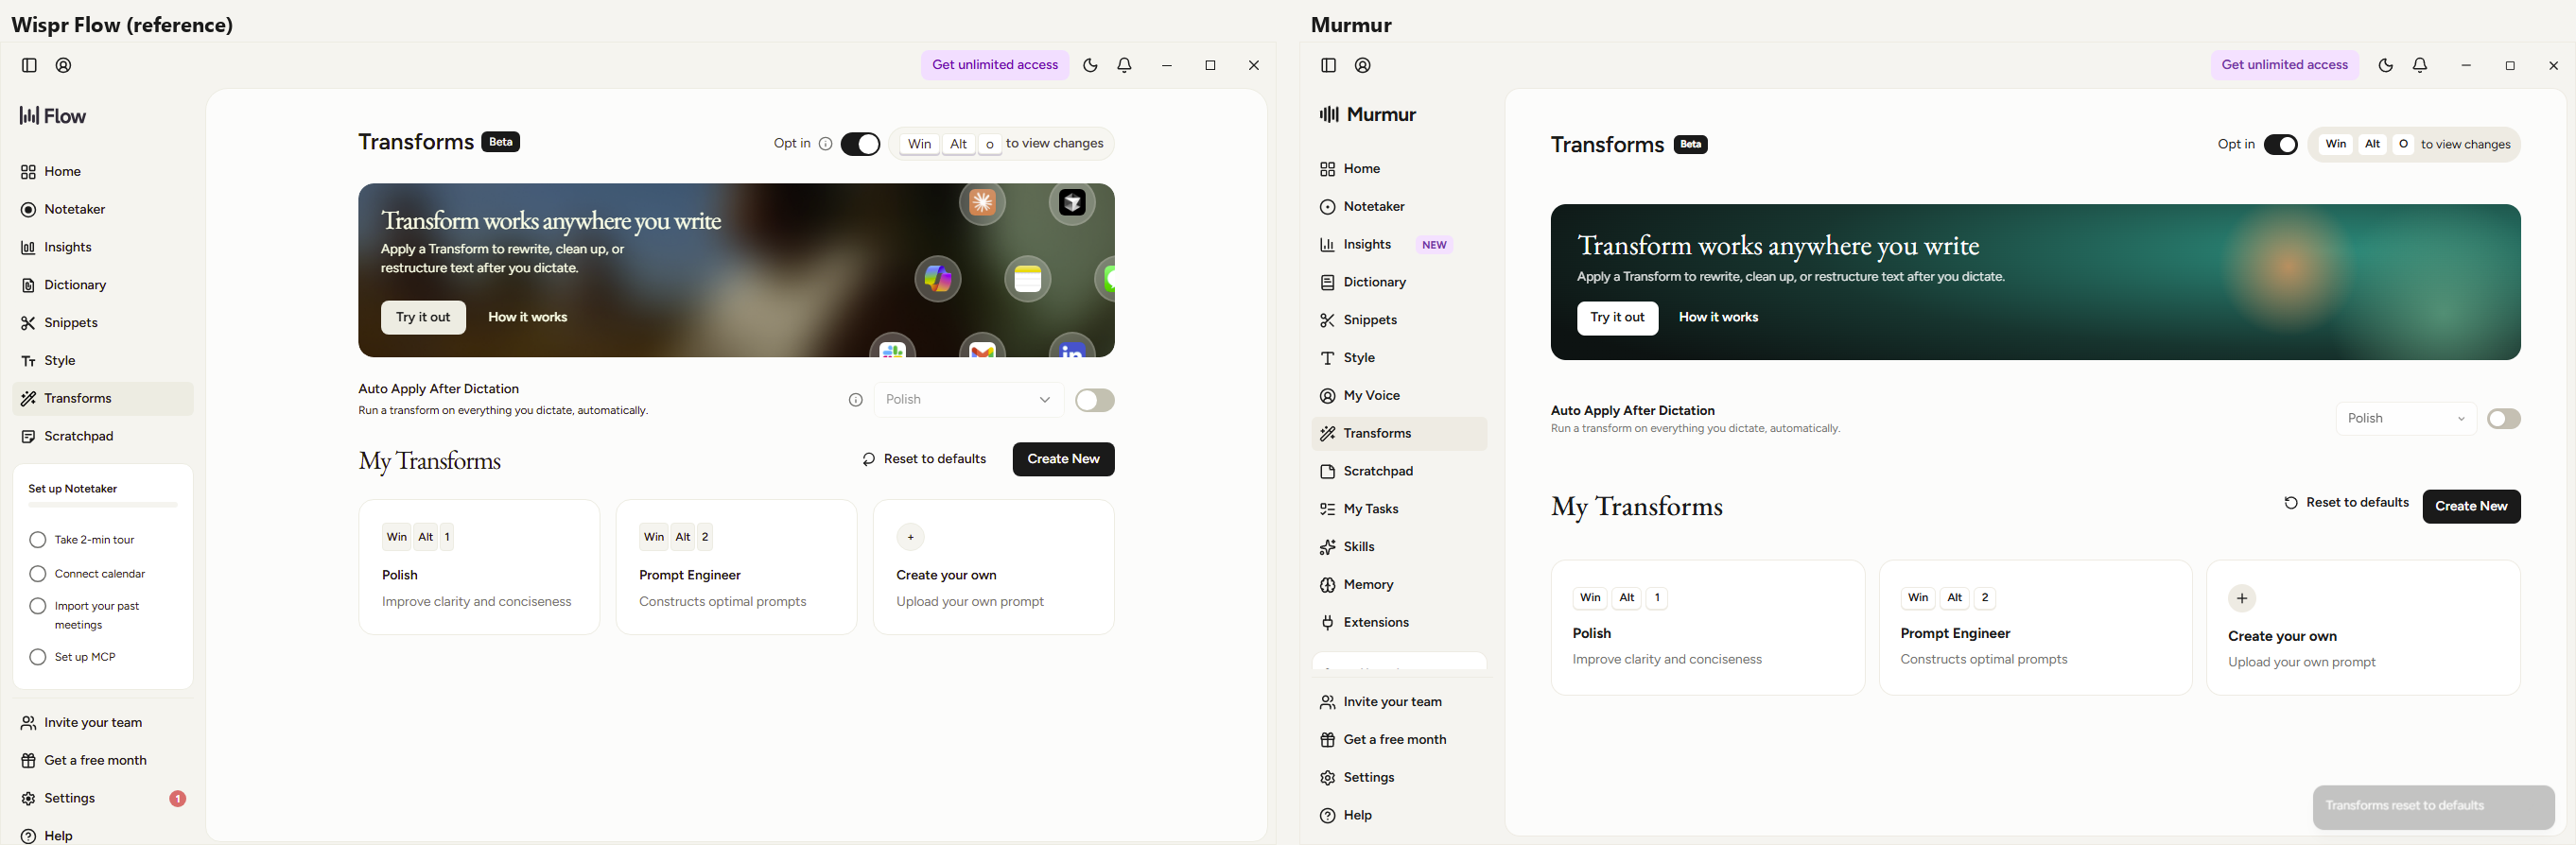 Wispr Flow (reference)
Get unlimited access
Flow
Home
Notetaker
Insights
Dictionary
Snippets
Style
Transforms
Scratchpad
Set up Notetaker
Take 2-min tour
Connect calendar
Import your past
meetings
Set up MCP
Invite your team
Get a free month
Settings 1
Help
Transforms Beta
Opt in Win Alt o to view changes
Transform works anywhere you write
Apply a Transform to rewrite, clean up, or
restructure text after you dictate.
Try it out How it works
Auto Apply After Dictation
Run a transform on everything you dictate, automatically.
Polish
My Transforms
Reset to defaults Create New
Win Alt 1
Polish
Improve clarity and conciseness
Win Alt 2
Prompt Engineer
Constructs optimal prompts
+
Create your own
Upload your own prompt
Murmur
Get unlimited access
Murmur
Home
Notetaker
Insights NEW
Dictionary
Snippets
Style
My Voice
Transforms
Scratchpad
My Tasks
Skills
Memory
Extensions
Invite your team
Get a free month
Settings
Help
Transforms Beta
Opt in Win Alt O to view changes
Transform works anywhere you write
Apply a Transform to rewrite, clean up, or restructure text after you dictate.
Try it out How it works
Auto Apply After Dictation
Run a transform on everything you dictate, automatically.
Polish
My Transforms
Reset to defaults Create New
Win Alt 1
Polish
Improve clarity and conciseness
Win Alt 2
Prompt Engineer
Constructs optimal prompts
+
Create your own
Upload your own prompt
Transforms reset to defaults